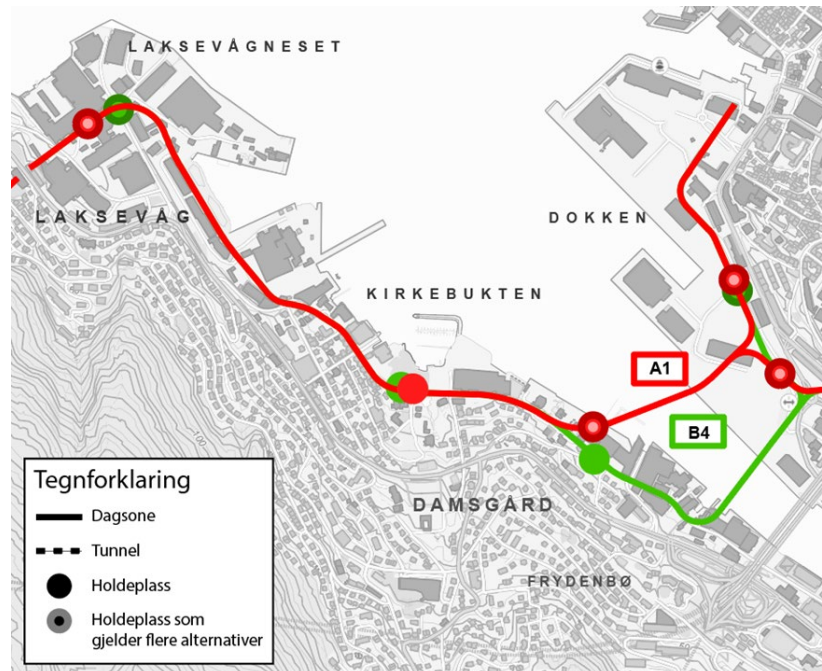 LAKSEVÅGNESET
LAKSEVÅG
DOKKEN
KIRKEBUKTEN
A1
B4
DAMSGÅRD
FRYDENBØ
Tegnforklaring
Dagsone
Tunnel
Holdeplass
Holdeplass som
gjelder flere alternativer